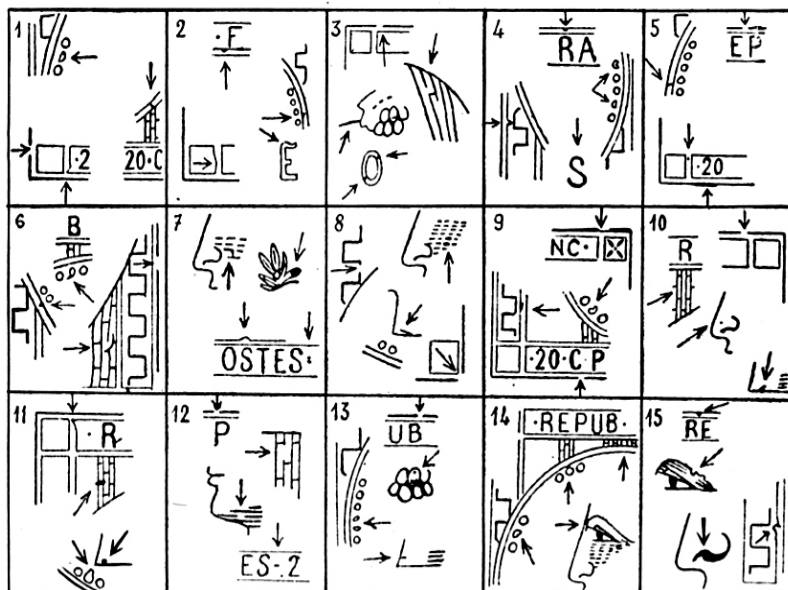 1
·2
20·C
2
·F
E
3
4
RA
S
5
EP
·20
6
B
7
OSTES·
8
9
NC·
·20·C P
10
R
11
·R
12
P
ES·2
13
UB
14
·REPUB·
15
RE